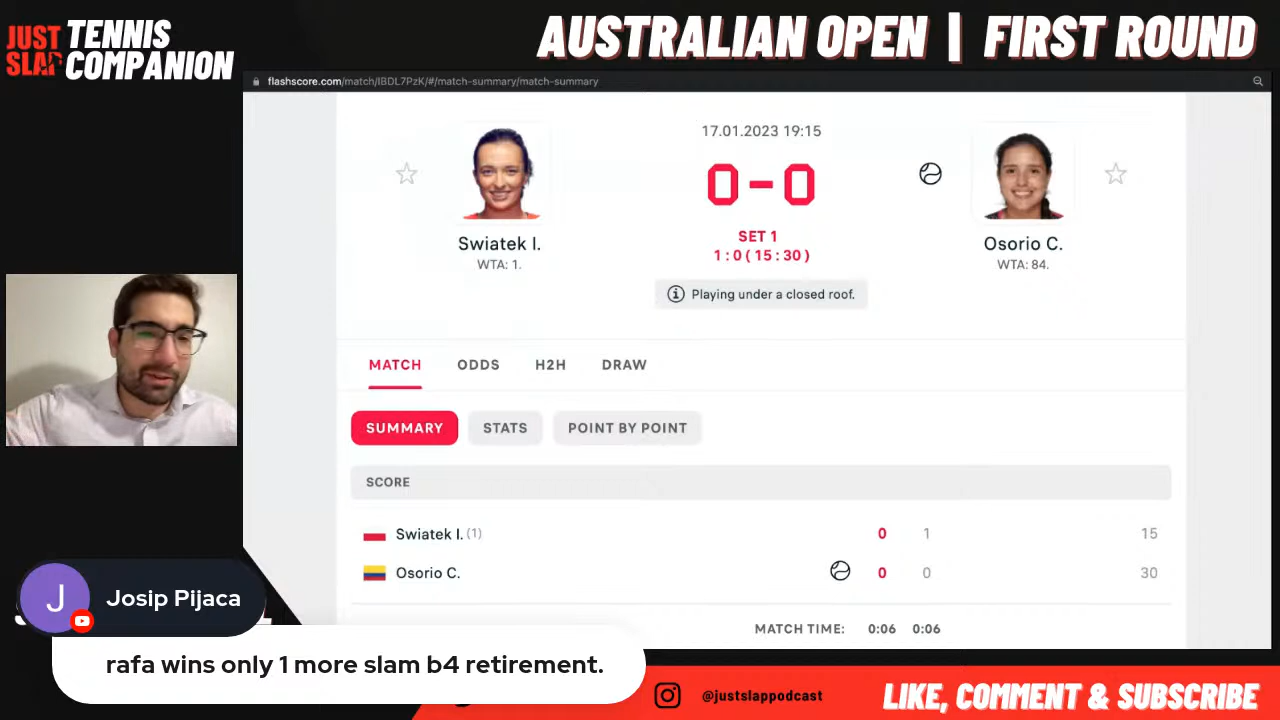 JUST TENNIS
SLAP COMPANION
AUSTRALIAN OPEN | FIRST ROUND
flashscore.com/match/IBDL7PzK/#/match-summary/match-summary
17.01.2023 19:15
0 - 0
SET 1
1 : 0 ( 15 : 30 )
Swiatek I.
WTA: 1.
Osorio C.
WTA: 84.
Playing under a closed roof.
MATCH ODDS H2H DRAW
SUMMARY STATS POINT BY POINT
SCORE
Swiatek I. (1) 0 1 15
Osorio C. 0 0 30
MATCH TIME: 0:06 0:06
J Josip Pijaca
rafa wins only 1 more slam b4 retirement.
@justslappodcast
LIKE, COMMENT & SUBSCRIBE